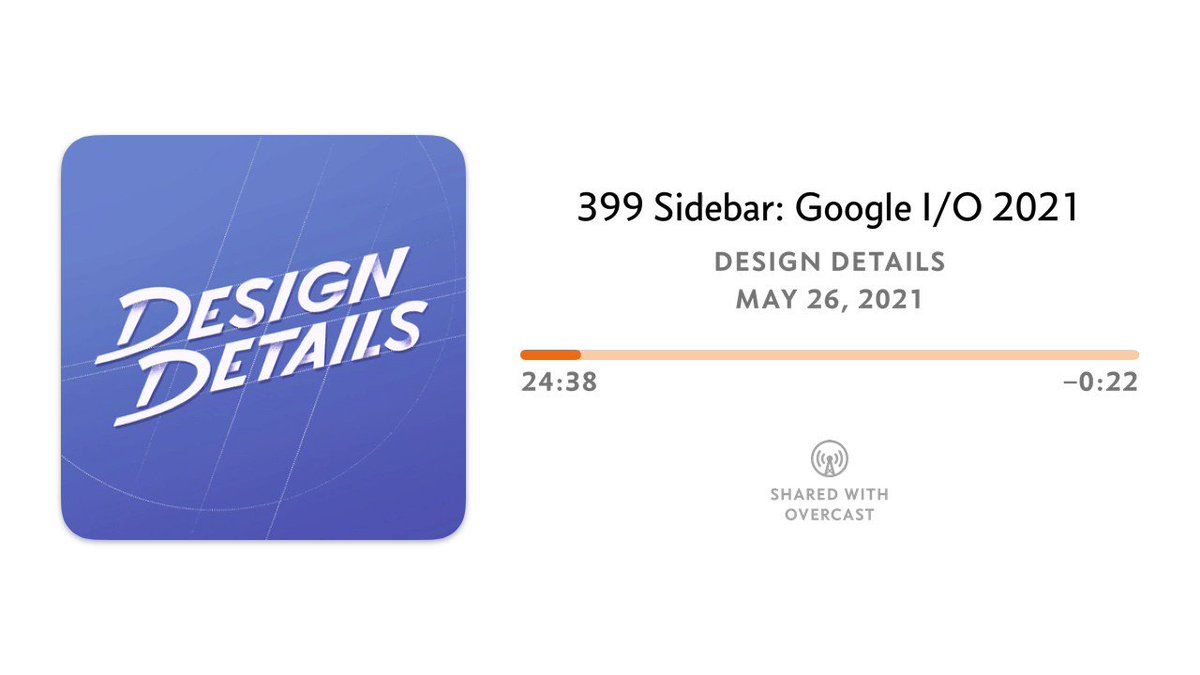 DESIGN
DETAILS
399 Sidebar: Google I/O 2021
DESIGN DETAILS
MAY 26, 2021
24:38
–0:22
SHARED WITH
OVERCAST